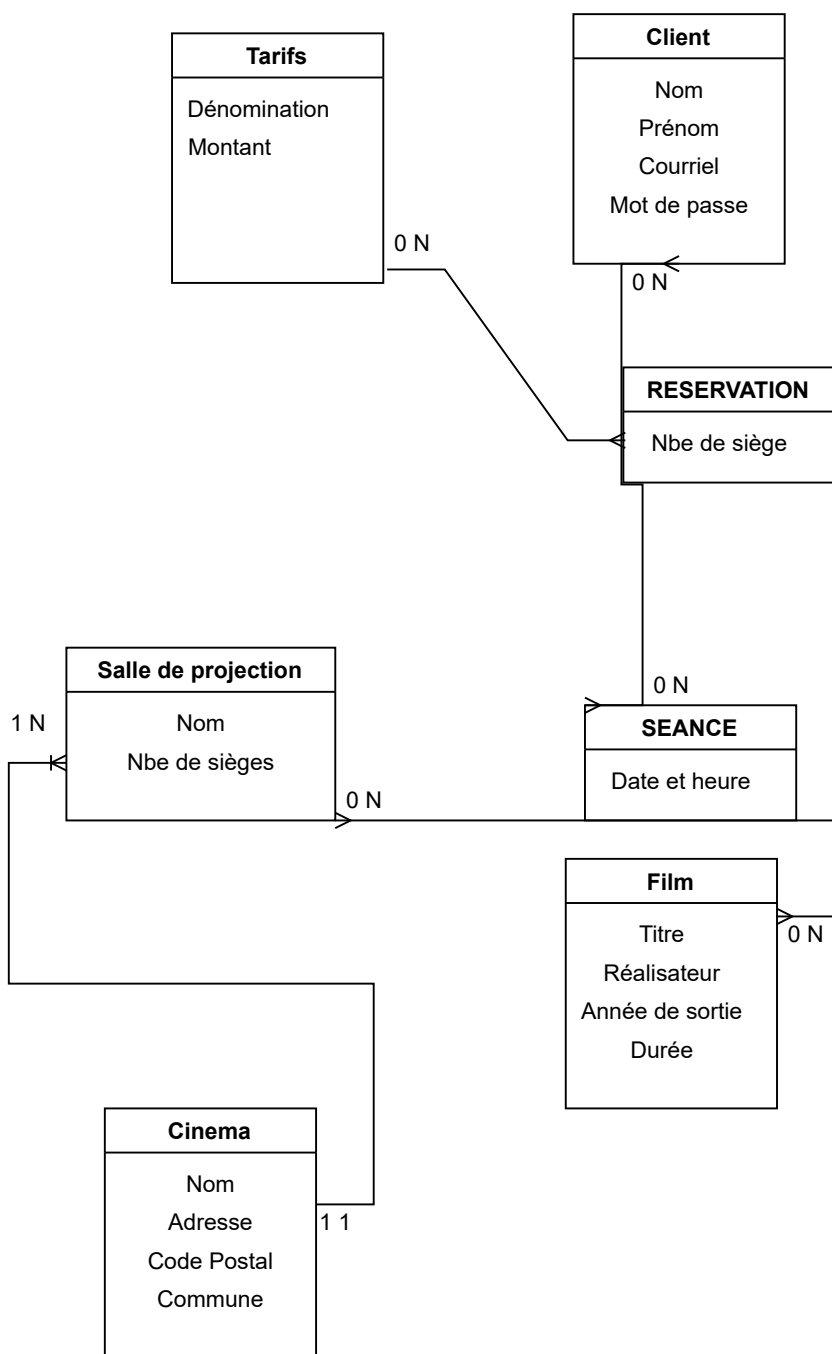 Tarifs
Dénomination
Montant
0 N
Client
Nom
Prénom
Courriel
Mot de passe
0 N
RESERVATION
Nbe de siège
Salle de projection
Nom
Nbe de sièges
1 N
0 N
0 N
SEANCE
Date et heure
Film
Titre
Réalisateur
Année de sortie
Durée
0 N
Cinema
Nom
Adresse
Code Postal
Commune
1 1